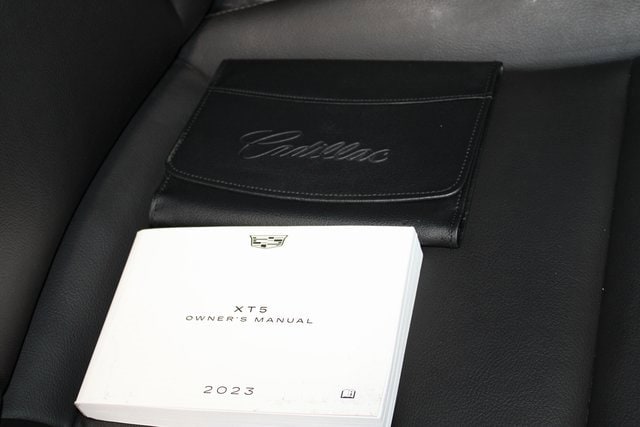 Cadillac
XT5
OWNER'S MANUAL
2023